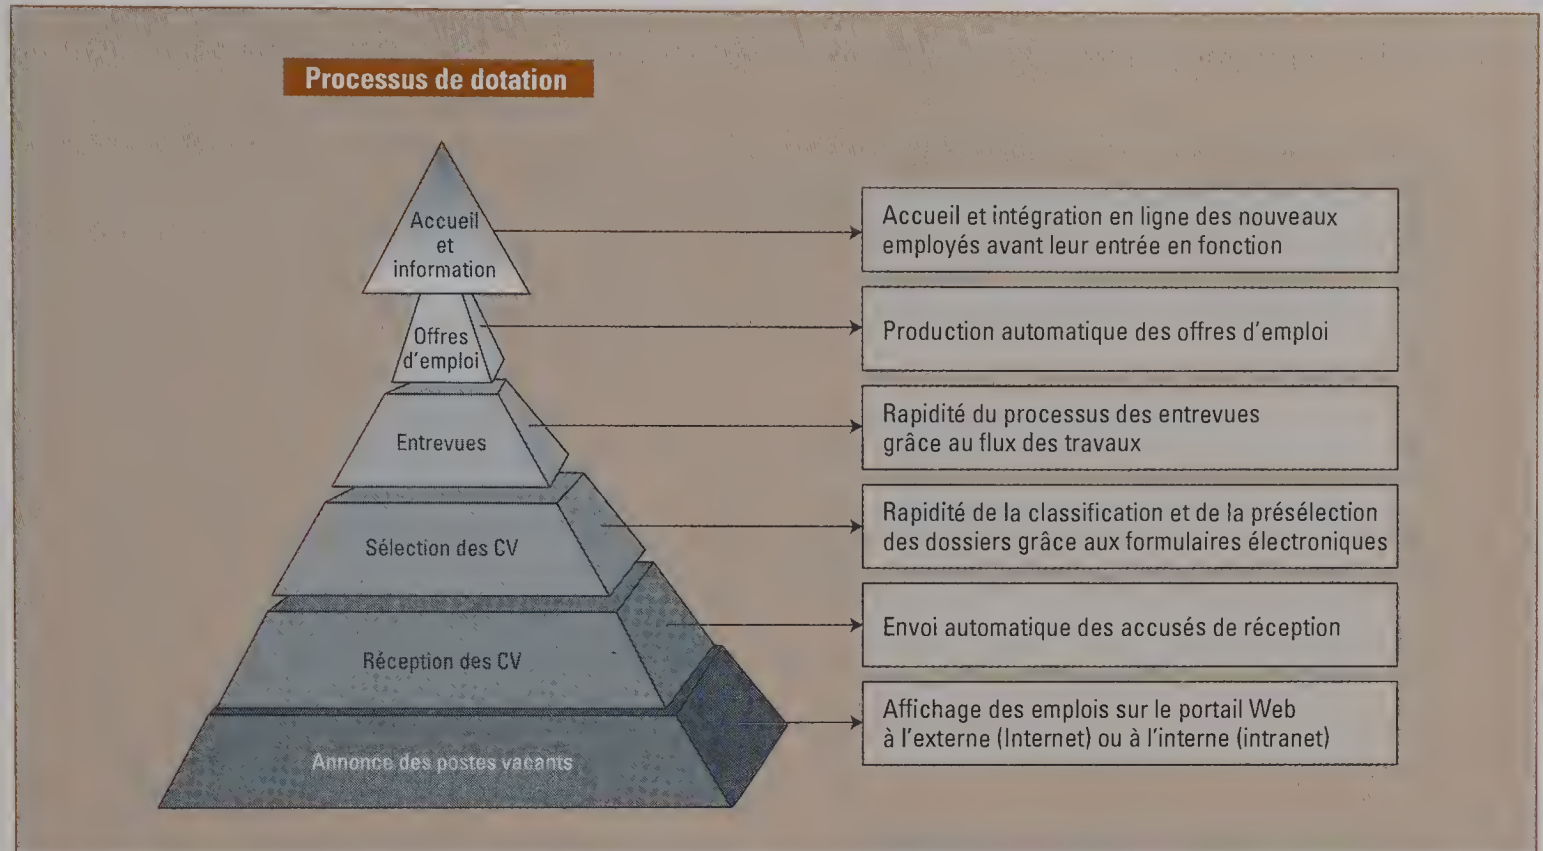 Processus de dotation
Accueil
et
information
Accueil et intégration en ligne des nouveaux
employés avant leur entrée en fonction
Offres
d'emploi
Production automatique des offres d'emploi
Entrevues
Rapidité du processus des entrevues
grâce au flux des travaux
Sélection des CV
Rapidité de la classification et de la présélection
des dossiers grâce aux formulaires électroniques
Réception des CV
Envoi automatique des accusés de réception
Annonce des postes vacants
Affichage des emplois sur le portail Web
à l'externe (Internet) ou à l'interne (intranet)